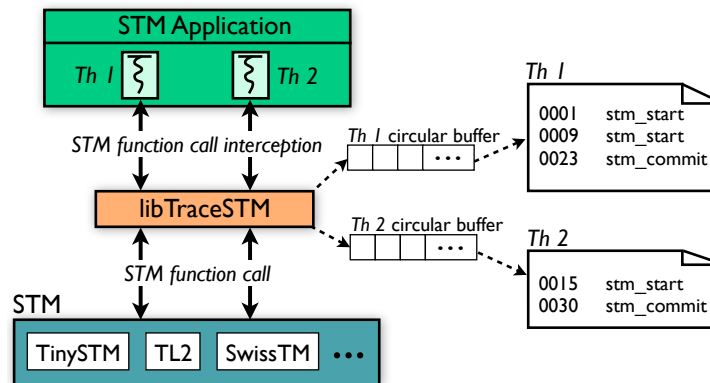 STM Application
Th 1
Th 2
STM function call interception
libTraceSTM
STM function call
STM
TinySTM
TL2
SwissTM
•••
Th 1 circular buffer
•••
Th 2 circular buffer
•••
Th 1
0001 stm_start
0009 stm_start
0023 stm_commit
Th 2
0015 stm_start
0030 stm_commit